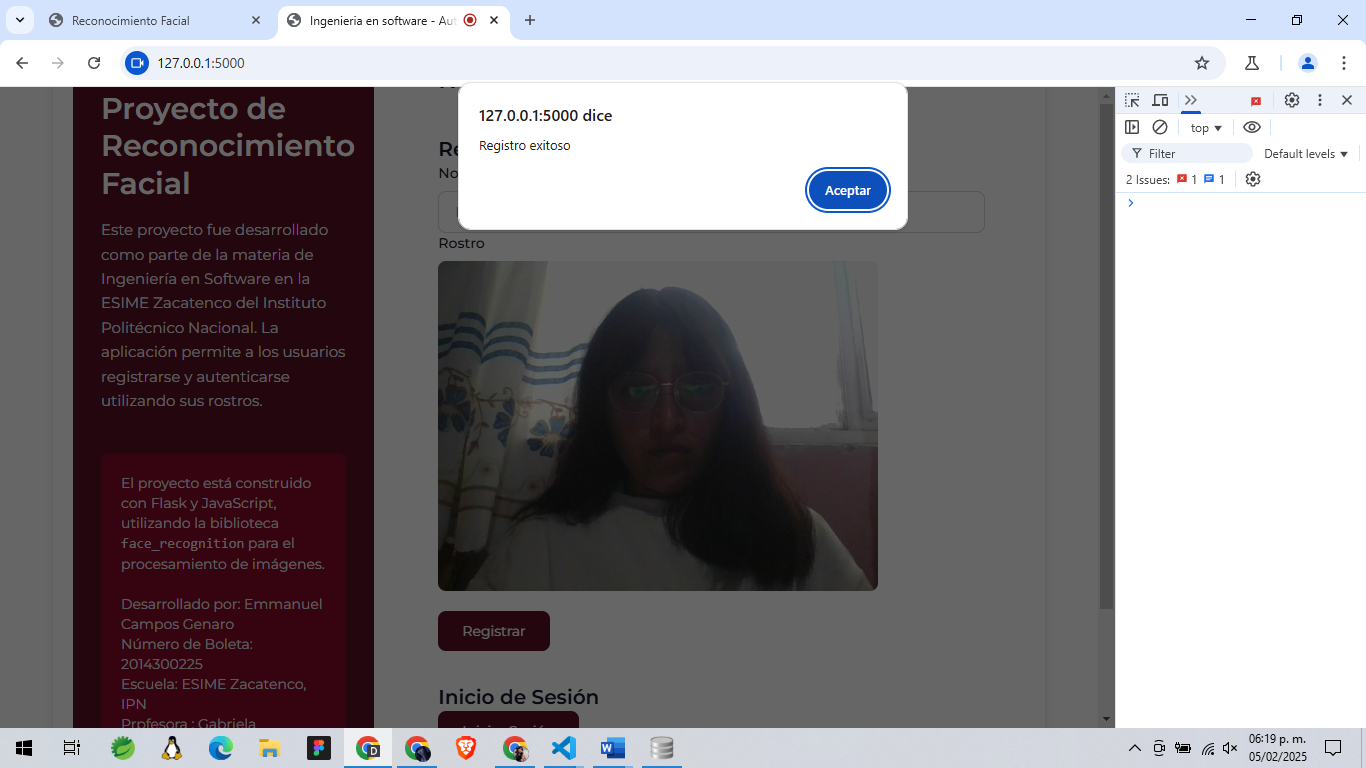 Reconocimiento Facial
Ingenieria en software - Aut
127.0.0.1:5000
Proyecto de
Reconocimiento
Facial
Este proyecto fue desarrollado
como parte de la materia de
Ingeniería en Software en la
ESIME Zacatenco del Instituto
Politécnico Nacional. La
aplicación permite a los usuarios
registrarse y autenticarse
utilizando sus rostros.
El proyecto está construido
con Flask y JavaScript,
utilizando la biblioteca
face_recognition para el
procesamiento de imágenes.
Desarrollado por: Emmanuel
Campos Genaro
Número de Boleta:
2014300225
Escuela: ESIME Zacatenco,
IPN
Prpfesora : Gabriela
127.0.0.1:5000 dice
Registro exitoso
Aceptar
Re
No
Rostro
Registrar
Inicio de Sesión
top
Filter
Default levels
2 Issues: 1 1
D
06:19 p. m.
05/02/2025